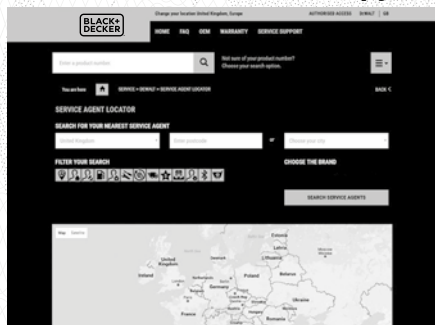 Change your location United Kingdom, Europe
AUTHORISED ACCESS
DEWALT
GB
BLACK+
DECKER
HOME
FAQ
OEM
WARRANTY
SERVICE SUPPORT
Enter a product number
Not sure of your product number?
Choose your search option.
You are here:
SERVICE > DEWALT > SERVICE AGENT LOCATOR
BACK <
SERVICE AGENT LOCATOR
SEARCH FOR YOUR NEAREST SERVICE AGENT
United Kingdom
Enter postcode
or
Choose your city
FILTER YOUR SEARCH
CHOOSE THE BRAND
SEARCH SERVICE AGENTS
Map
Satellite
Estonia
Latvia
Lithuania
Denmark
United
Kingdom
Ireland
Poland
Belarus
Germany
Ukraine
France
Austria
Hungary
Romania